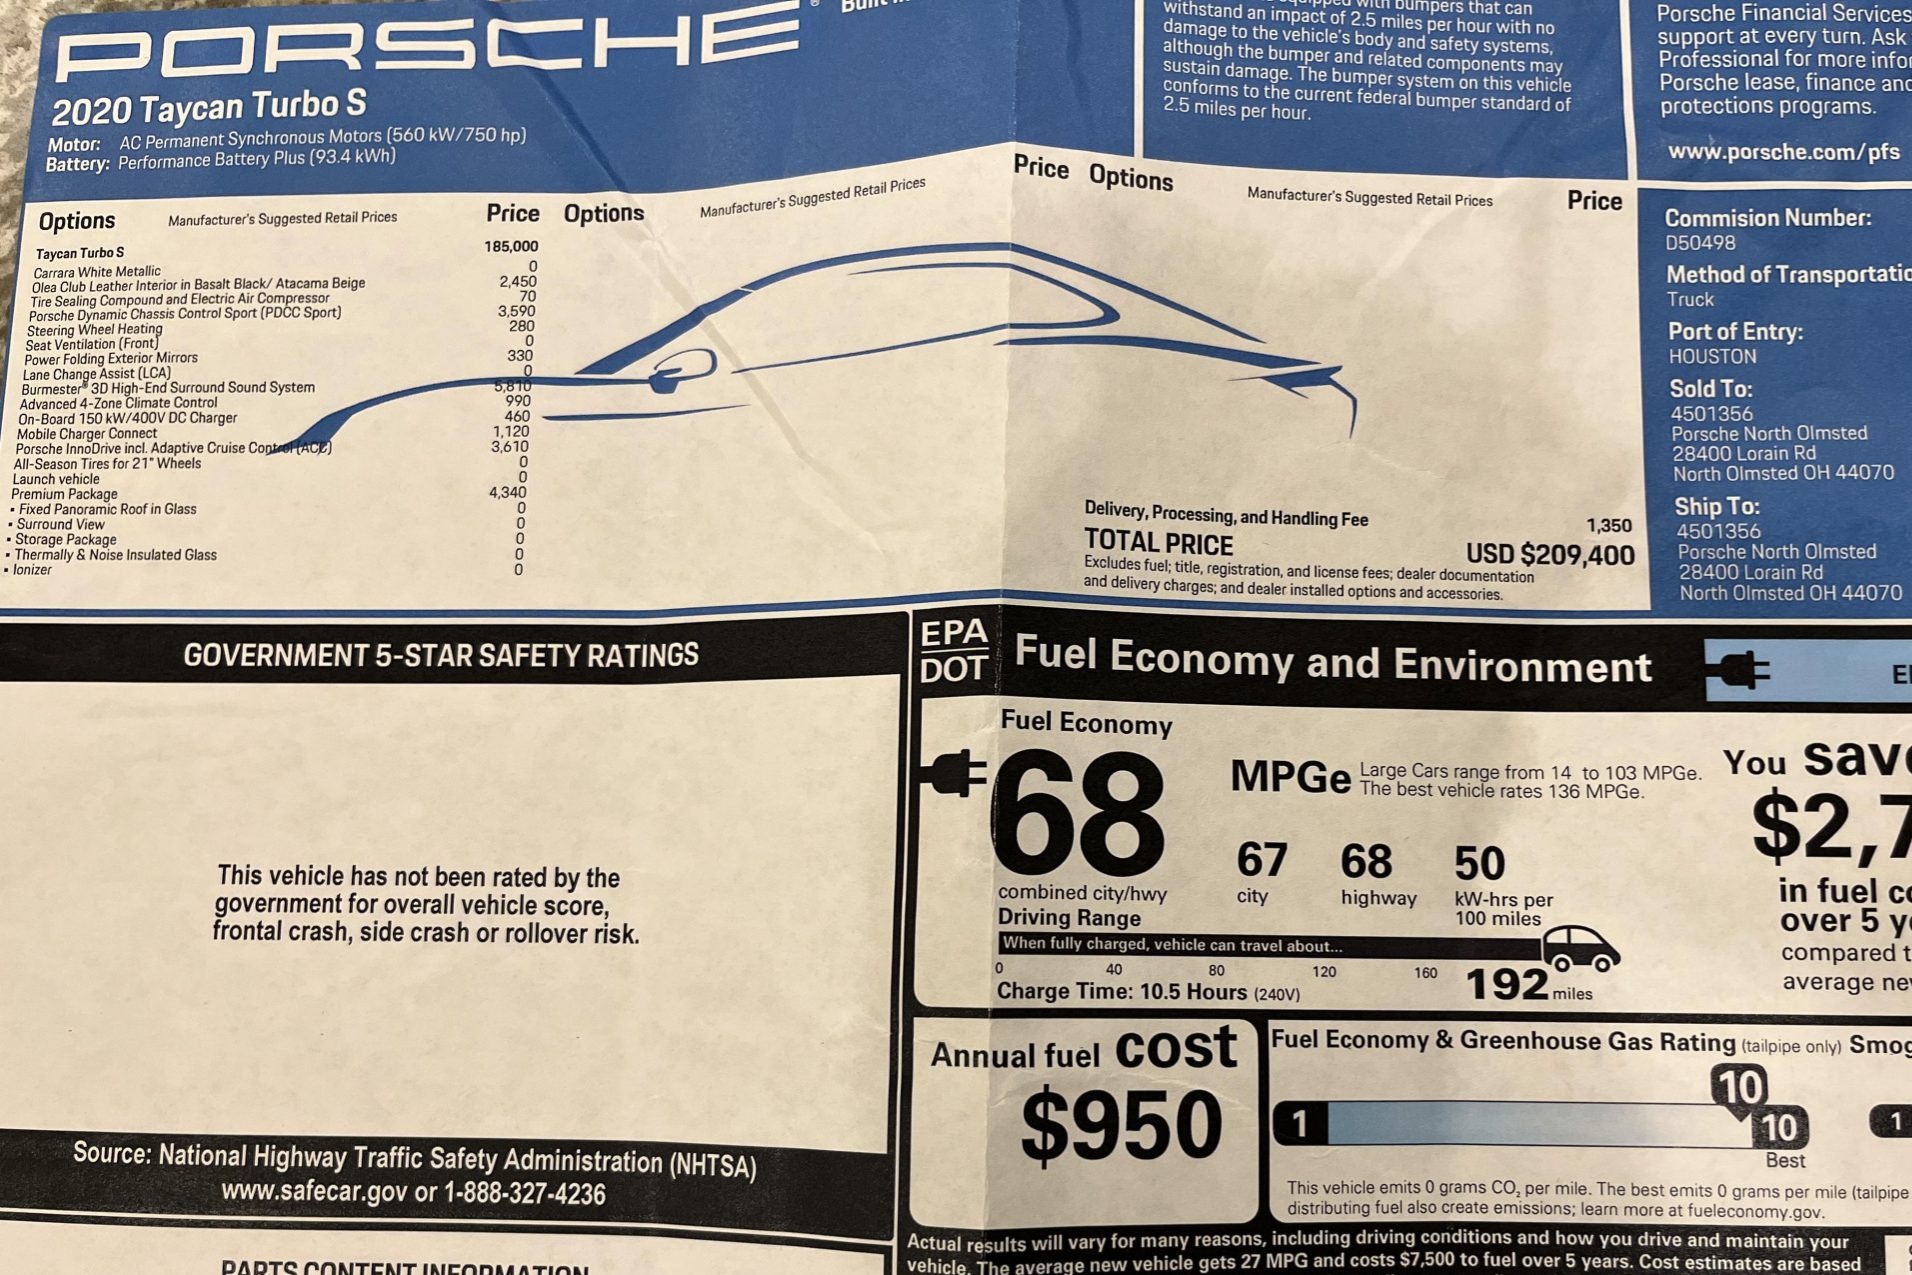 PORSCHE®
2020 Taycan Turbo S
Motor: AC Permanent Synchronous Motors (560 kW/750 hp)
Battery: Performance Battery Plus (93.4 kWh)
withstand an impact of 2.5 miles per hour with no
damage to the vehicle's body and safety systems,
although the bumper and related components may
sustain damage. The bumper system on this vehicle
conforms to the current federal bumper standard of
2.5 miles per hour.
Porsche Financial Services
support at every turn. Ask
Professional for more
Porsche lease, finance
protections programs.
www.porsche.com/pfs
Options Manufacturer's Suggested Retail Prices Price
Options Manufacturer's Suggested Retail Prices Price
Options Manufacturer's Suggested Retail Prices Price
Taycan Turbo S 185,000
Carrara White Metallic 0
Olea Club Leather Interior in Basalt Black/ Atacama Beige 2,450
Tire Sealing Compound and Electric Air Compressor 70
Porsche Dynamic Chassis Control Sport (PDCC Sport) 3,590
Steering Wheel Heating 280
Seat Ventilation (Front) 0
Power Folding Exterior Mirrors 330
Lane Change Assist (LCA) 0
Burmester® 3D High-End Surround Sound System 5,810
Advanced 4-Zone Climate Control 990
On-Board 150 kW/400V DC Charger 460
Mobile Charger Connect 1,120
Porsche InnoDrive incl. Adaptive Cruise Control (ACC) 3,610
All-Season Tires for 21" Wheels 0
Launch vehicle 0
Premium Package 4,340
• Fixed Panoramic Roof in Glass 0
• Surround View 0
• Storage Package 0
• Thermally & Noise Insulated Glass 0
• Ionizer 0
Delivery, Processing, and Handling Fee 1,350
TOTAL PRICE USD $209,400
Excludes fuel; title, registration, and license fees; dealer documentation
and delivery charges; and dealer installed options and accessories.
Commision Number:
D50498
Method of
Truck
Port of Entry:
HOUSTON
Sold To:
4501356
Porsche North Olmsted
28400 Lorain Rd
North Olmsted OH 44070
Ship To:
4501356
Porsche North Olmsted
28400 Lorain Rd
North Olmsted OH 44070
GOVERNMENT 5-STAR SAFETY RATINGS
This vehicle has not been rated by the
government for overall vehicle score,
frontal crash, side crash or rollover risk.
Source: National Highway Traffic Safety Administration (NHTSA)
www.safecar.gov or 1-888-327-4236
PARTS CONTENT INFORMATION
EPA
DOT
Fuel Economy and Environment
Fuel Economy
68
MPGe
Large Cars range from 14 to 103 MPGe.
The best vehicle rates 136 MPGe.
combined city/hwy
67
city
68
highway
50
kW-hrs per
100 miles
Driving Range
When fully charged, vehicle can travel about...
0 40 80 120 160 192 miles
Charge Time: 10.5 Hours (240V)
You
$2,7
in fuel
over 5
compared
average
Annual fuel cost
$950
Fuel Economy & Greenhouse Gas Rating (tailpipe only)
1
10
10
Best
1
This vehicle emits 0 grams CO₂ per mile. The best emits 0 grams per mile (tailpipe
distributing fuel also create emissions; learn more at fueleconomy.gov.
Actual results will vary for many reasons, including driving conditions and how you drive and maintain your
vehicle. The average new vehicle gets 27 MPG and costs $7,500 to fuel over 5 years. Cost estimates are based